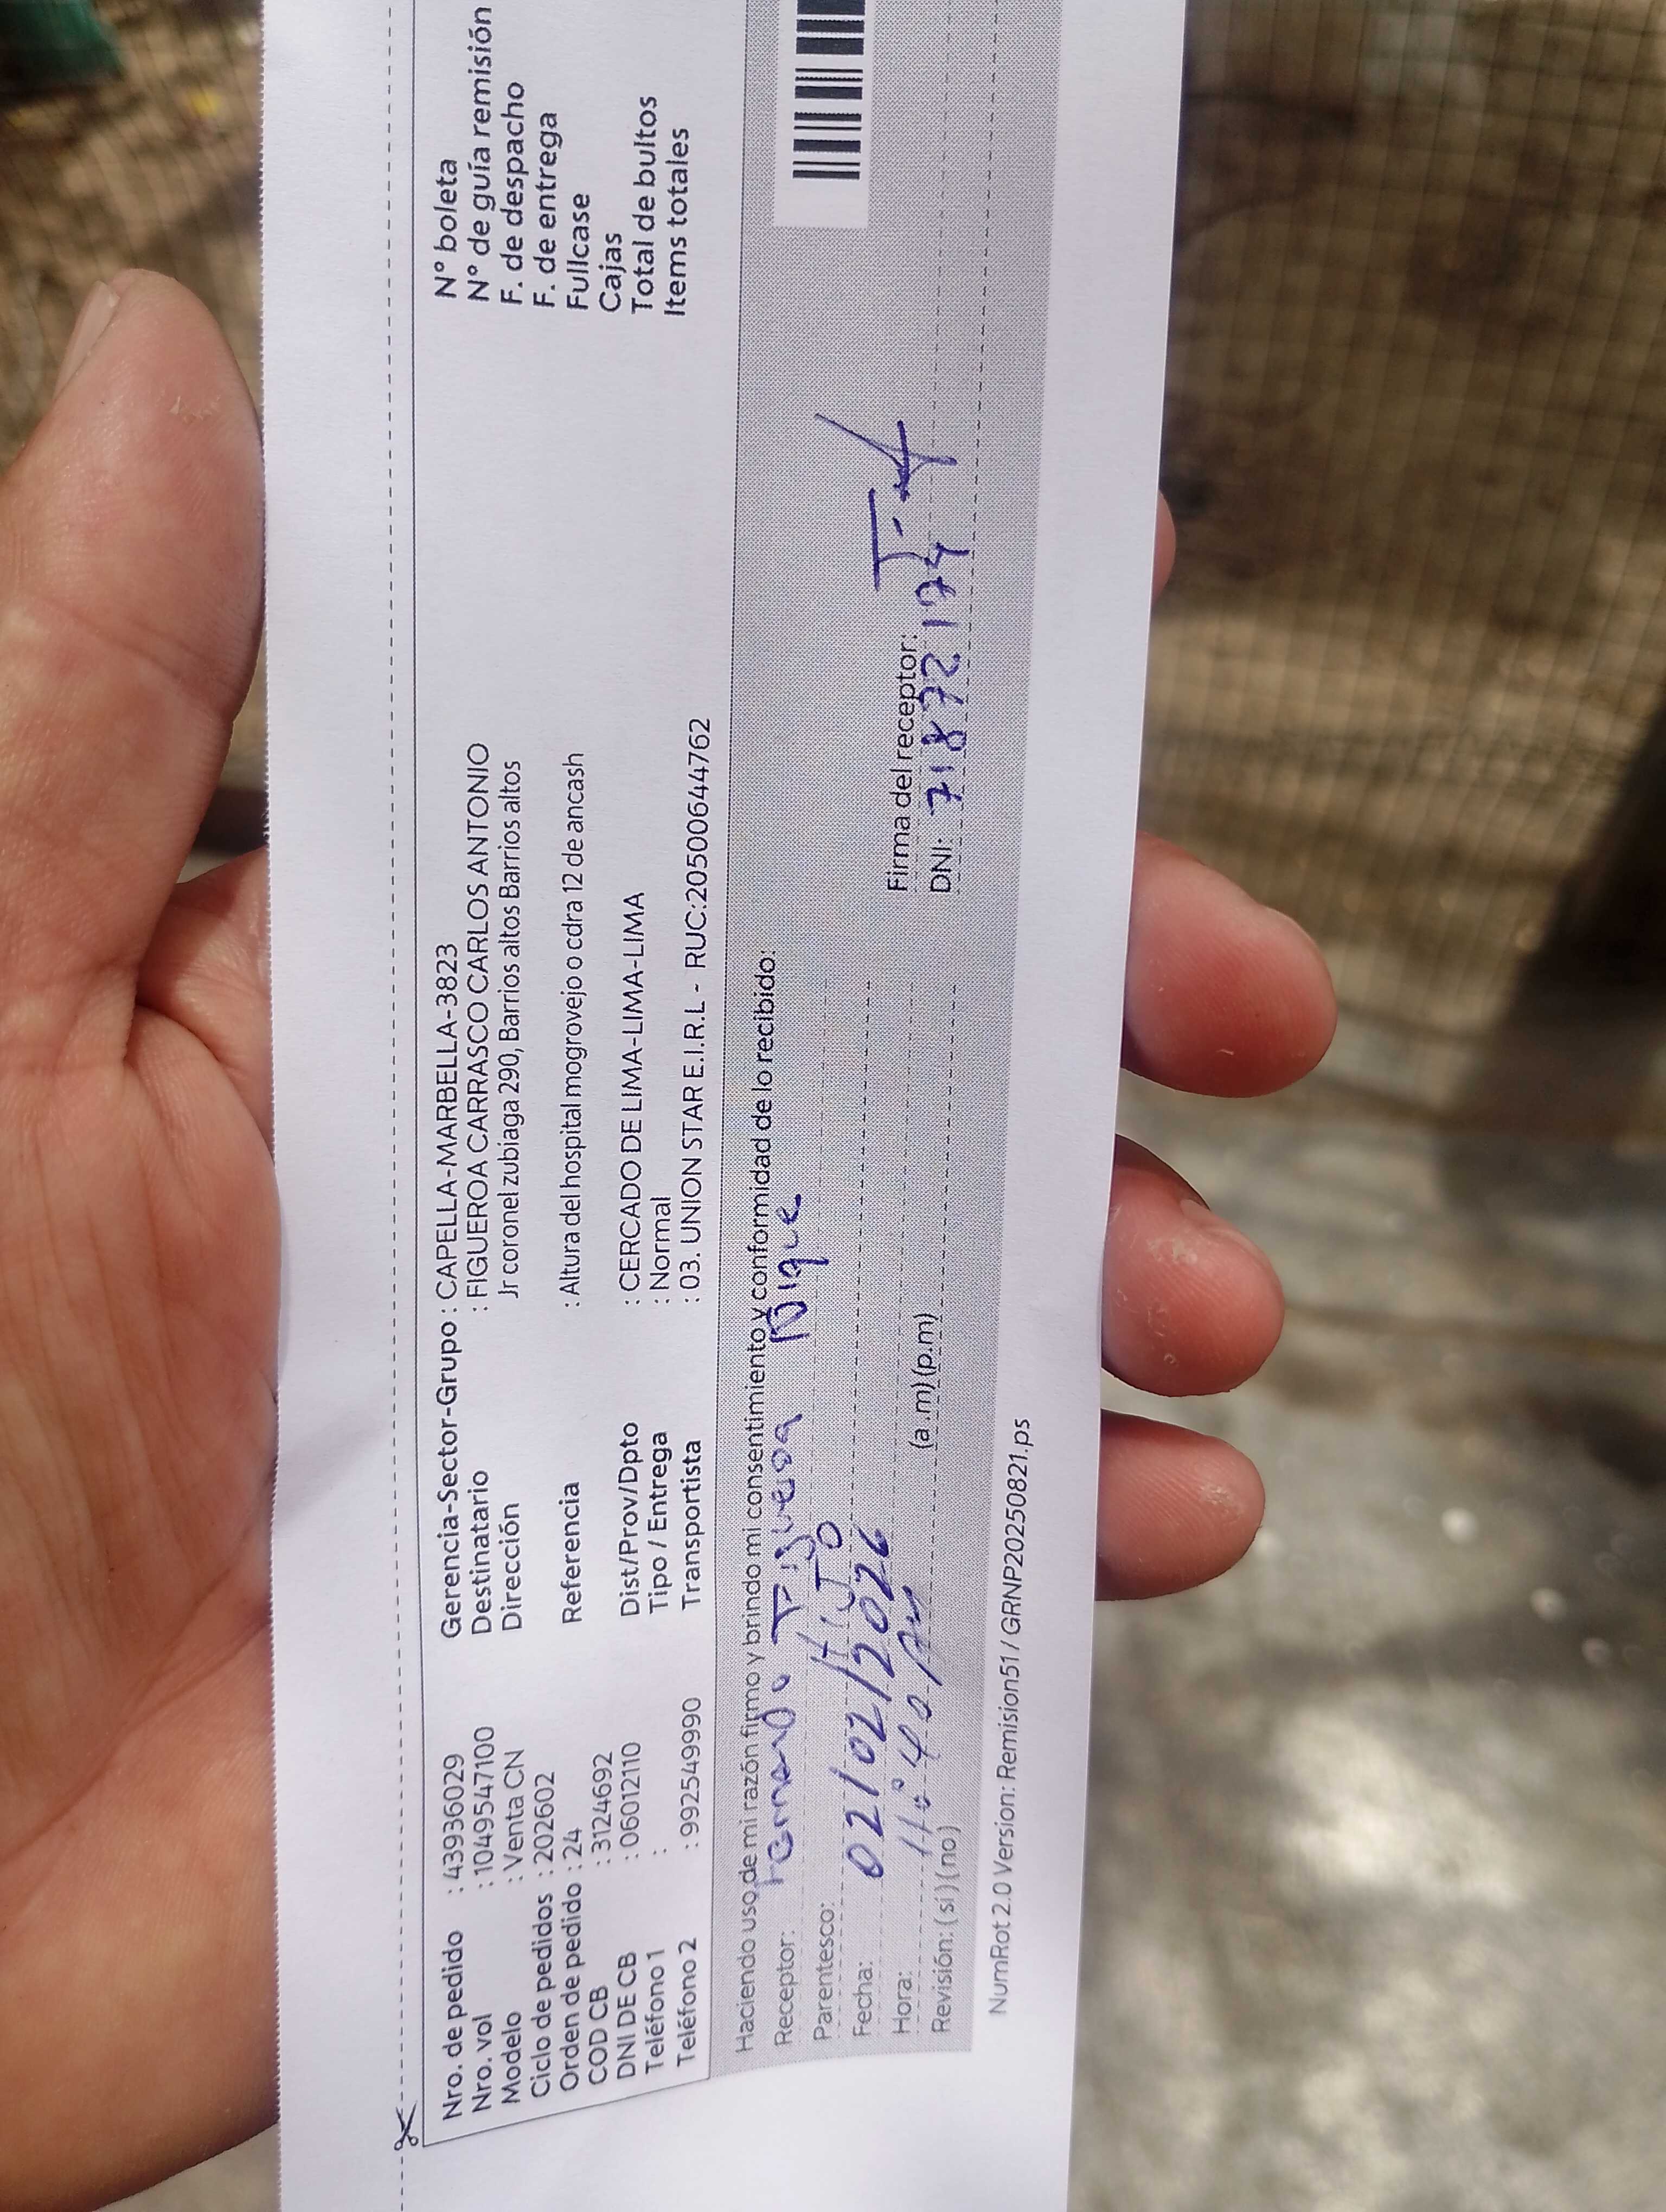 Nro. de pedido : 43936029 Gerencia-Sector-Grupo : CAPELLA-MARBELLA-3823 N° boleta
Nro. vol : 1049547100 Destinatario : FIGUEROA CARRASCO CARLOS ANTONIO N° de guía remisión
Modelo : Venta CN Dirección Jr coronel zubiaga 290, Barrios altos Barrios altos F. de despacho
Ciclo de pedidos : 202602 F. de entrega
Orden de pedido : 24 Referencia : Altura del hospital mogrovejo o cdra 12 de ancash Fullcase
COD CB : 3124692 Cajas
DNI DE CB : 06012110 Dist/Prov/Dpto : CERCADO DE LIMA-LIMA-LIMA Total de bultos
Teléfono 1 : Tipo / Entrega : Normal Items totales
Teléfono 2 : 992549990 Transportista : 03. UNION STAR E.I.R.L - RUC:20500644762
Haciendo uso de mi razón firmo y brindo mi consentimiento y conformidad de lo recibido:
Receptor: Ñique
Parentesco:
Fecha: 02/02/2026
Hora: 11:40 AM (a.m) (p.m) Firma del receptor:
Revisión: (si) (no) DNI: 71872174
NumRot 2.0 Version: Remision51 / GRNP20250821.ps